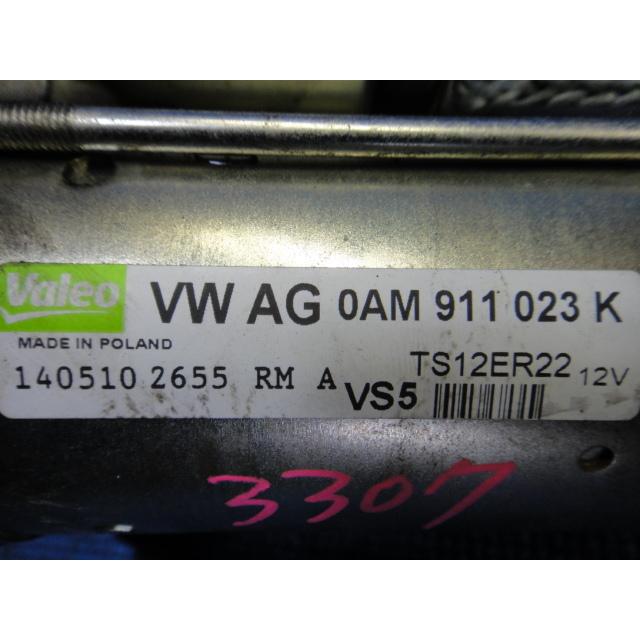 Valeo VW AG 0AM 911 023 K
MADE IN POLAND
140510 2655 RM A VS5 TS12ER22 12V
3307